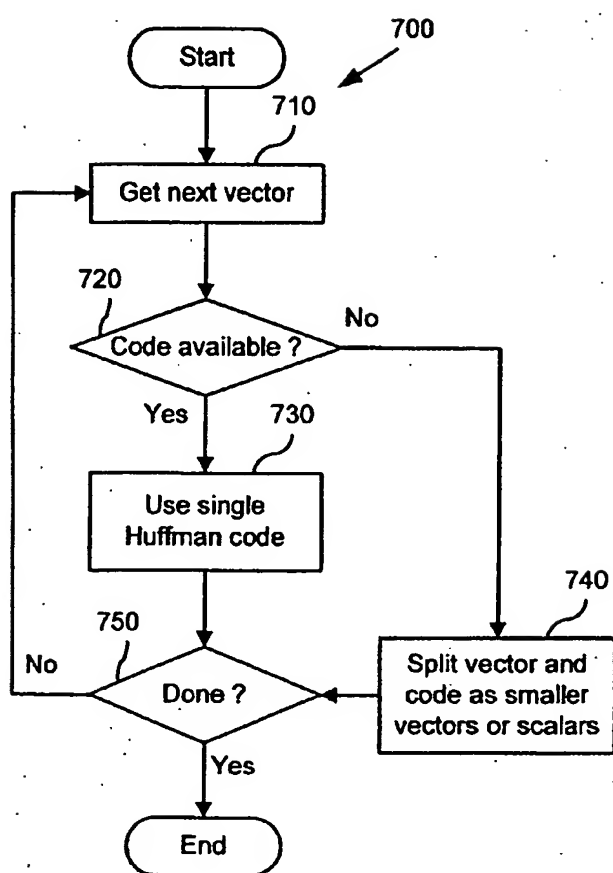 Start
700
710
Get next vector
720
Code available ?
No
Yes
730
Use single
Huffman code
740
750
No
Done ?
Split vector and
code as smaller
vectors or scalars
Yes
End